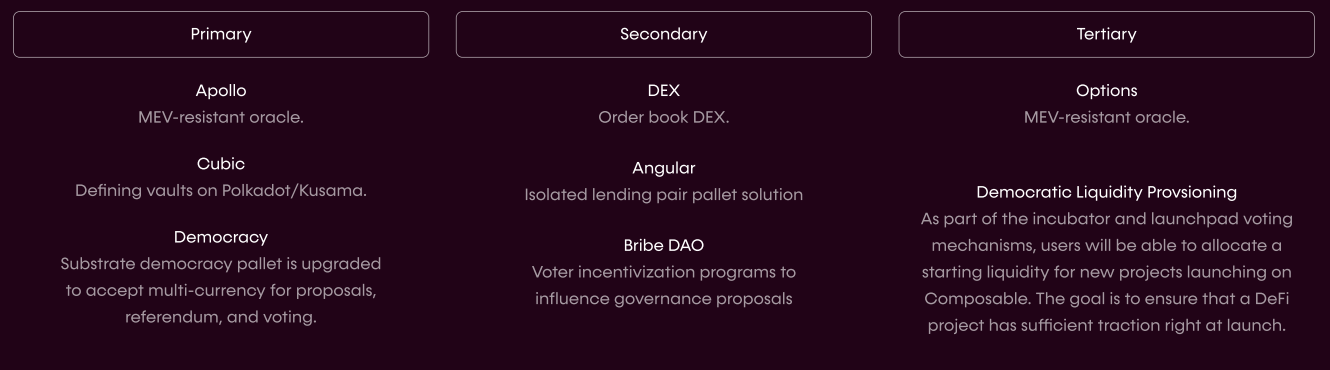 Primary
Apollo
MEV-resistant oracle.
Cubic
Defining vaults on Polkadot/Kusama.
Democracy
Substrate democracy pallet is upgraded
to accept multi-currency for proposals,
referendum, and voting.
Secondary
DEX
Order book DEX.
Angular
Isolated lending pair pallet solution
Bribe DAO
Voter incentivization programs to
influence governance proposals
Tertiary
Options
MEV-resistant oracle.
Democratic Liquidity Provsioning
As part of the incubator and launchpad voting
mechanisms, users will be able to allocate a
starting liquidity for new projects launching on
Composable. The goal is to ensure that a DeFi
project has sufficient traction right at launch.